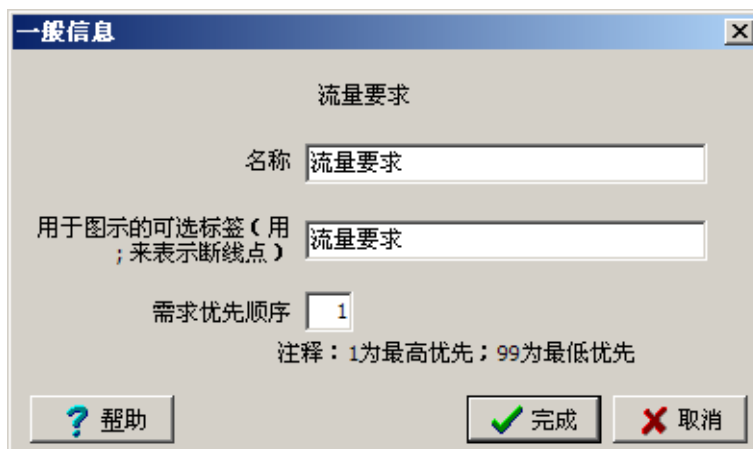 一般信息
流量要求
名称 流量要求
用于图示的可选标签(用
;来表示断线点) 流量要求
需求优先顺序 1
注释:1为最高优先;99为最低优先
? 帮助 完成 取消